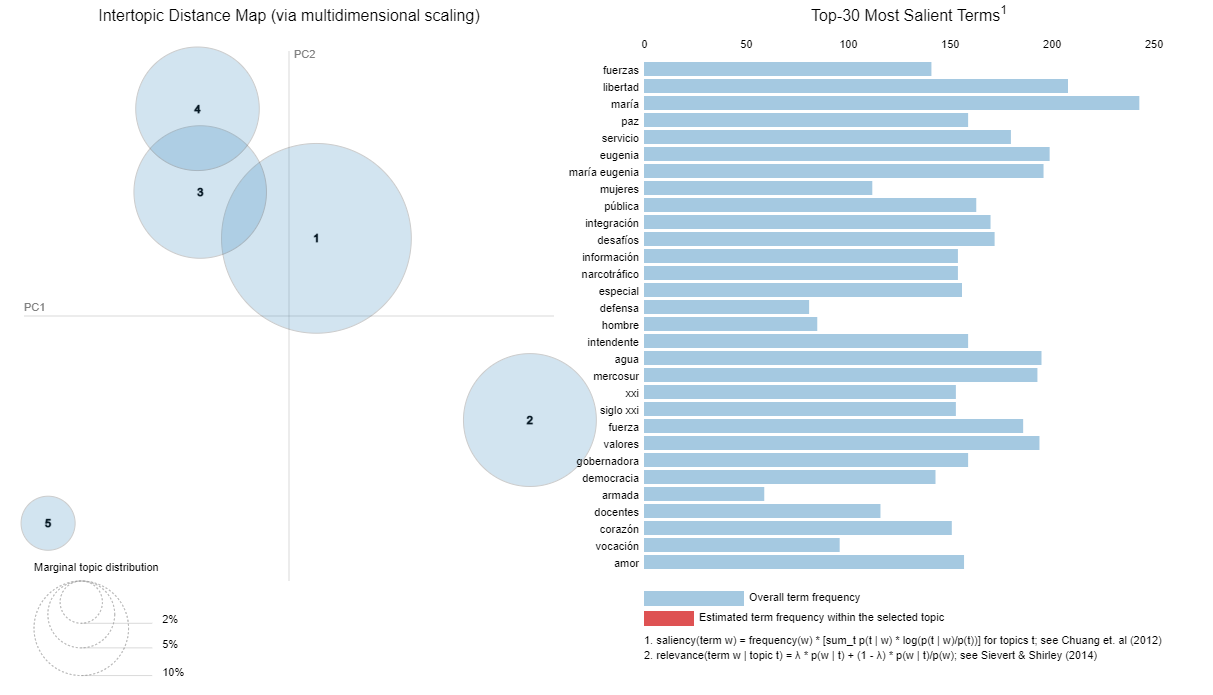 Intertopic Distance Map (via multidimensional scaling)
PC2
PC1
4
3
1
2
5
Marginal topic distribution
2%
5%
10%
Top-30 Most Salient Terms1
0 50 100 150 200 250
fuerzas
libertad
maría
paz
servicio
eugenia
maría eugenia
mujeres
pública
integración
desafíos
información
narcotráfico
especial
defensa
hombre
intendente
agua
mercosur
xxi
siglo xxi
fuerza
valores
gobernadora
democracia
armada
docentes
corazón
vocación
amor
Overall term frequency
Estimated term frequency within the selected topic
1. saliency(term w) = frequency(w) * [sum_t p(t | w) * log(p(t | w)/p(t))] for topics t; see Chuang et. al (2012)
2. relevance(term w | topic t) = λ * p(w | t) + (1 - λ) * p(w | t)/p(w); see Sievert & Shirley (2014)